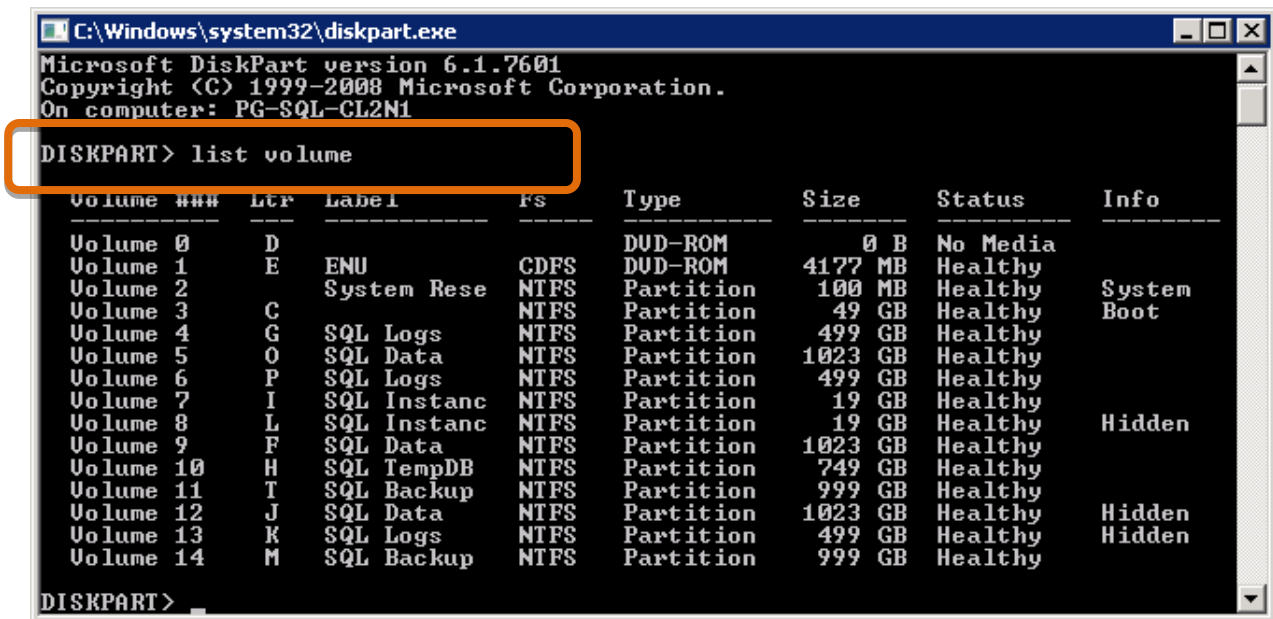 C:\Windows\system32\diskpart.exe
Microsoft DiskPart version 6.1.7601
Copyright (C) 1999-2008 Microsoft Corporation.
On computer: PG-SQL-CL2N1
DISKPART> list volume
Volume ### Ltr Label Fs Type Size Status Info
---------- --- ----------- ----- ---------- ------- --------- --------
Volume 0 D DVD-ROM 0 B No Media
Volume 1 E ENU CDFS DVD-ROM 4177 MB Healthy
Volume 2 System Rese NTFS Partition 100 MB Healthy System
Volume 3 C NTFS Partition 49 GB Healthy Boot
Volume 4 G SQL Logs NTFS Partition 499 GB Healthy
Volume 5 O SQL Data NTFS Partition 1023 GB Healthy
Volume 6 P SQL Logs NTFS Partition 499 GB Healthy
Volume 7 I SQL Instanc NTFS Partition 19 GB Healthy
Volume 8 L SQL Instanc NTFS Partition 19 GB Healthy Hidden
Volume 9 F SQL Data NTFS Partition 1023 GB Healthy
Volume 10 H SQL TempDB NTFS Partition 749 GB Healthy
Volume 11 T SQL Backup NTFS Partition 999 GB Healthy
Volume 12 J SQL Data NTFS Partition 1023 GB Healthy Hidden
Volume 13 K SQL Logs NTFS Partition 499 GB Healthy Hidden
Volume 14 M SQL Backup NTFS Partition 999 GB Healthy
DISKPART> _